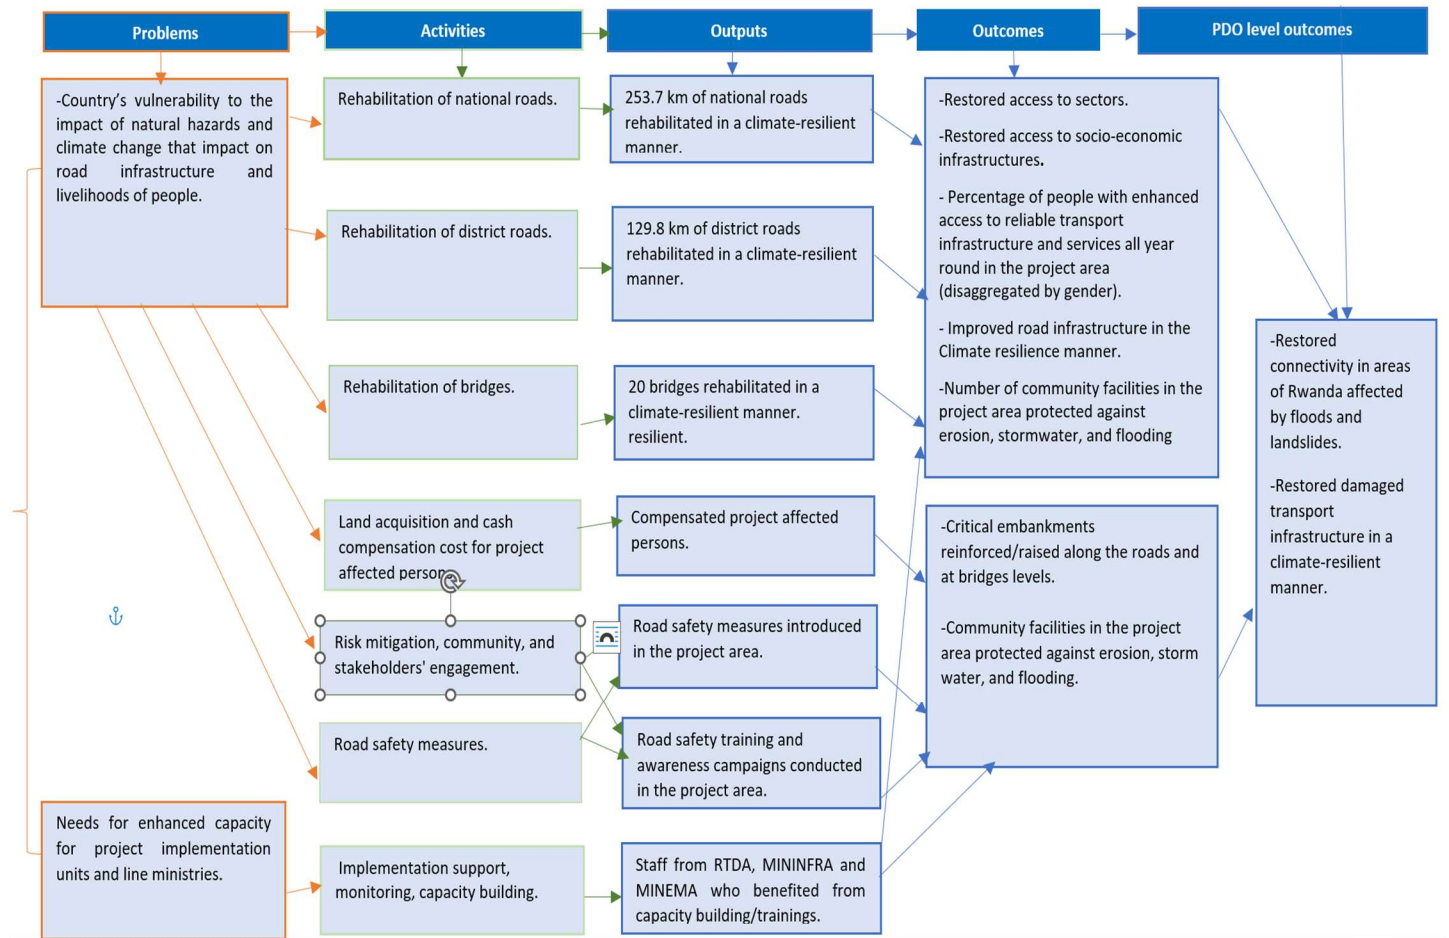 Problems
Activities
Outputs
Outcomes
PDO level outcomes
-Country’s vulnerability to the
impact of natural hazards and
climate change that impact on
road infrastructure and
livelihoods of people.
Needs for enhanced capacity
for project implementation
units and line ministries.
Rehabilitation of national roads.
Rehabilitation of district roads.
Rehabilitation of bridges.
Land acquisition and cash
compensation cost for project
affected person
Risk mitigation, community, and
stakeholders' engagement.
Road safety measures.
Implementation support,
monitoring, capacity building.
253.7 km of national roads
rehabilitated in a climate-resilient
manner.
129.8 km of district roads
rehabilitated in a climate-resilient
manner.
20 bridges rehabilitated in a
climate-resilient manner.
resilient.
Compensated project affected
persons.
Road safety measures introduced
in the project area.
Road safety training and
awareness campaigns conducted
in the project area.
Staff from RTDA, MININFRA and
MINEMA who benefited from
capacity building/trainings.
-Restored access to sectors.
-Restored access to socio-economic
infrastructures.
- Percentage of people with enhanced
access to reliable transport
infrastructure and services all year
round in the project area
(disaggregated by gender).
- Improved road infrastructure in the
Climate resilience manner.
-Number of community facilities in the
project area protected against
erosion, stormwater, and flooding
-Critical embankments
reinforced/raised along the roads and
at bridges levels.
-Community facilities in the project
area protected against erosion, storm
water, and flooding.
-Restored
connectivity in areas
of Rwanda affected
by floods and
landslides.
-Restored damaged
transport
infrastructure in a
climate-resilient
manner.